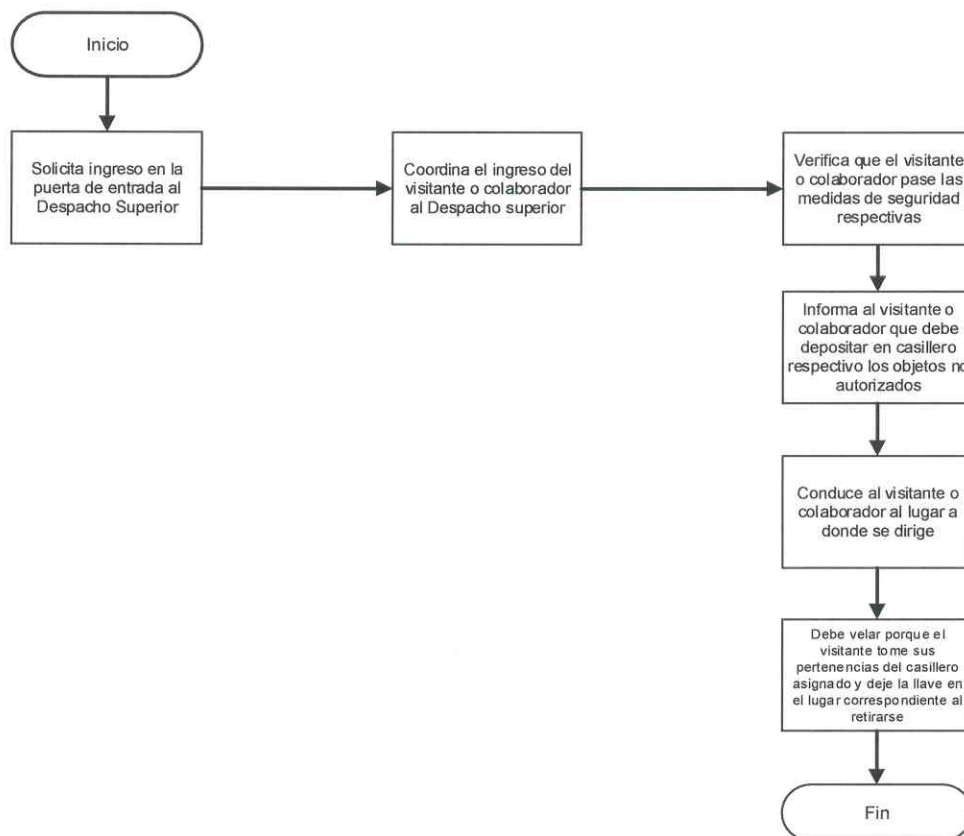 Inicio
Solicita ingreso en la
puerta de entrada al
Despacho Superior
Coordina el ingreso del
visitante o colaborador
al Despacho superior
Verifica que el visitante
o colaborador pase las
medidas de seguridad
respectivas
Informa al visitante o
colaborador que debe
depositar en casillero
respectivo los objetos no
autorizados
Conduce al visitante o
colaborador al lugar a
donde se dirige
Debe velar porque el
visitante tome sus
pertenencias del casillero
asignado y deje la llave en
el lugar correspondiente al
retirarse
Fin